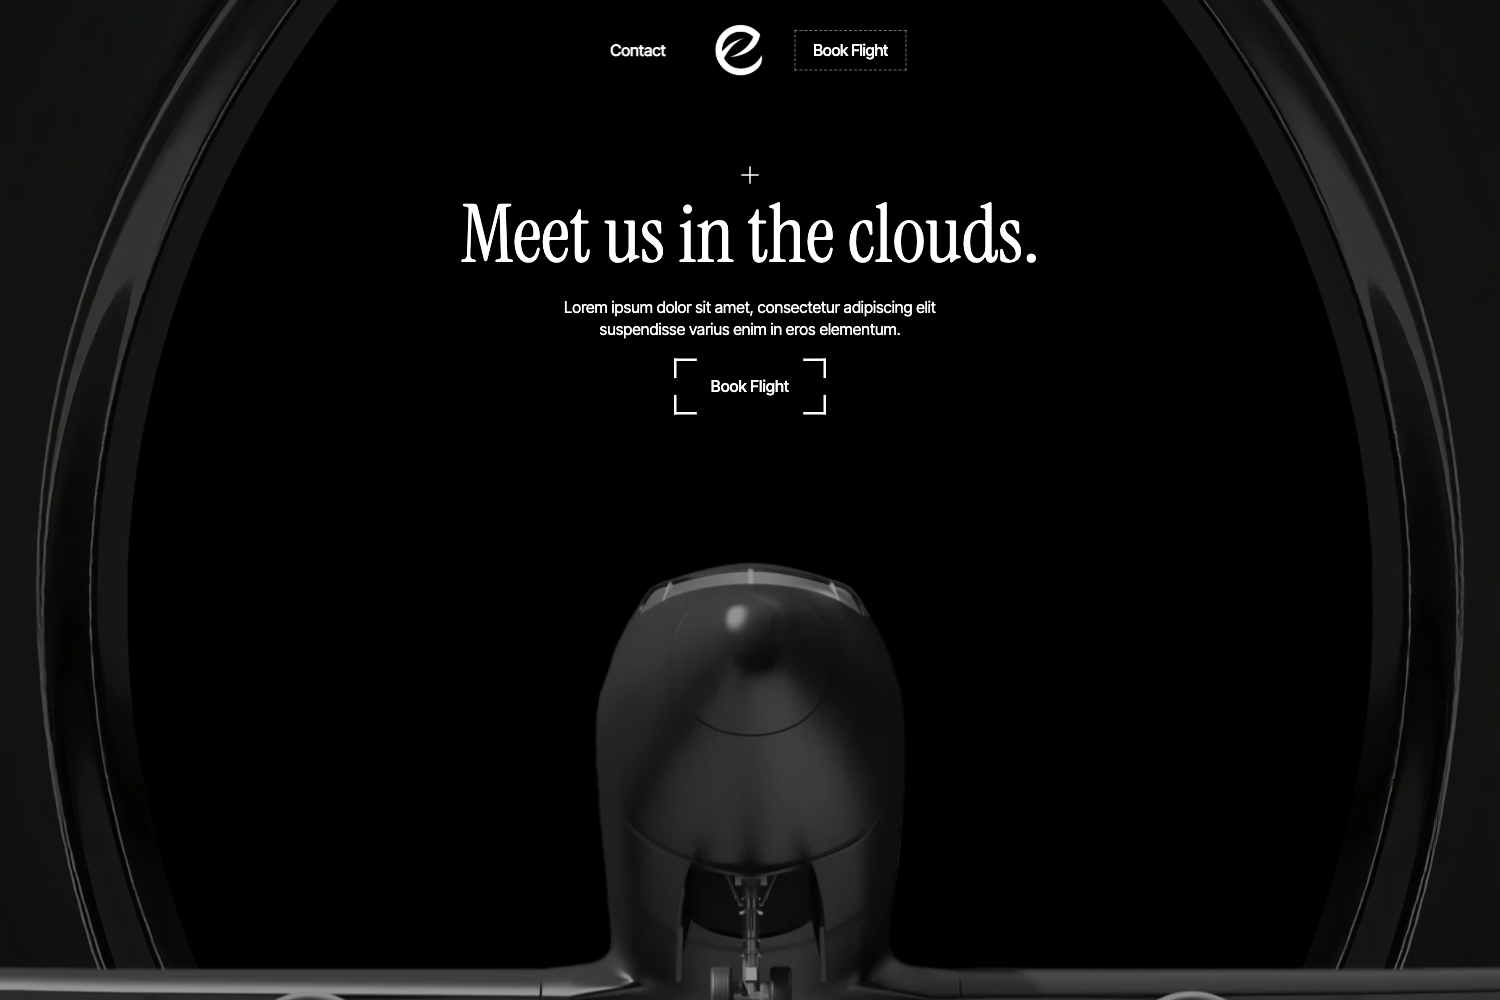 Contact
Book Flight
Meet us in the clouds.
Lorem ipsum dolor sit amet, consectetur adipiscing elit
suspendisse varius enim in eros elementum.
Book Flight